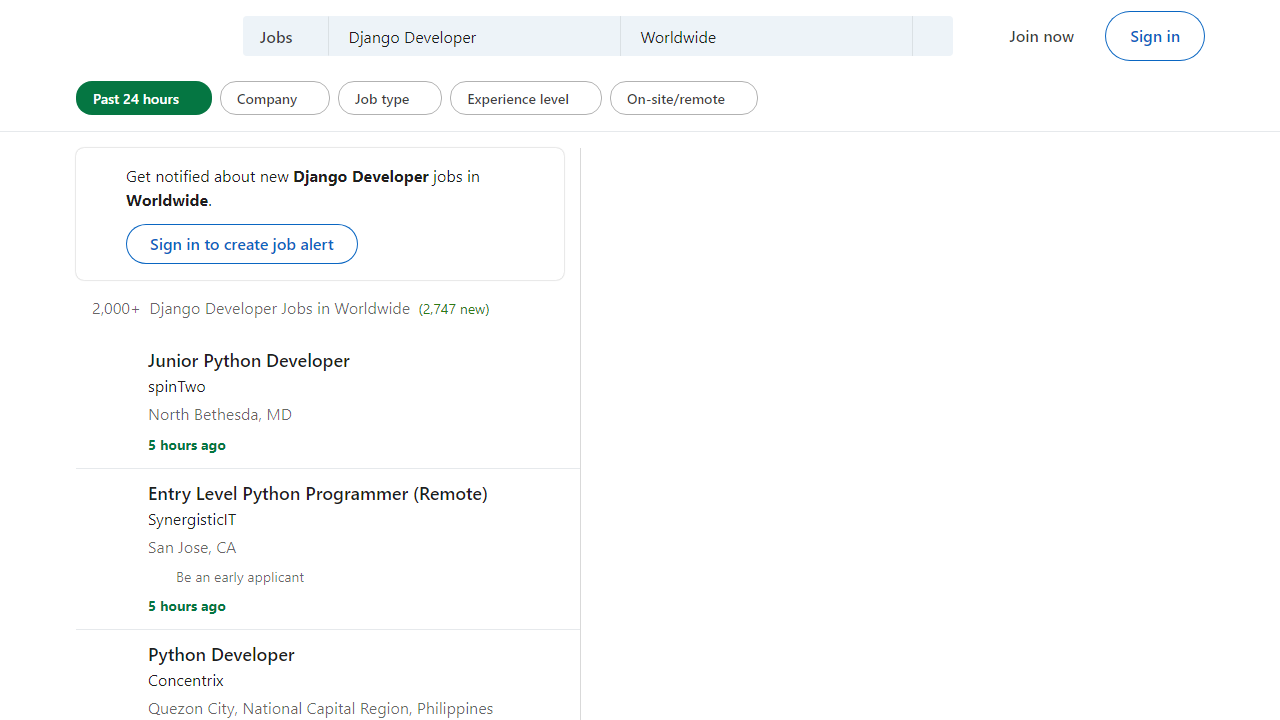 Jobs
Django Developer
Worldwide
Join now
Sign in
Past 24 hours
Company
Job type
Experience level
On-site/remote
Get notified about new Django Developer jobs in
Worldwide.
Sign in to create job alert
2,000+ Django Developer Jobs in Worldwide (2,747 new)
Junior Python Developer
spinTwo
North Bethesda, MD
5 hours ago
Entry Level Python Programmer (Remote)
SynergisticIT
San Jose, CA
Be an early applicant
5 hours ago
Python Developer
Concentrix
Quezon City, National Capital Region, Philippines